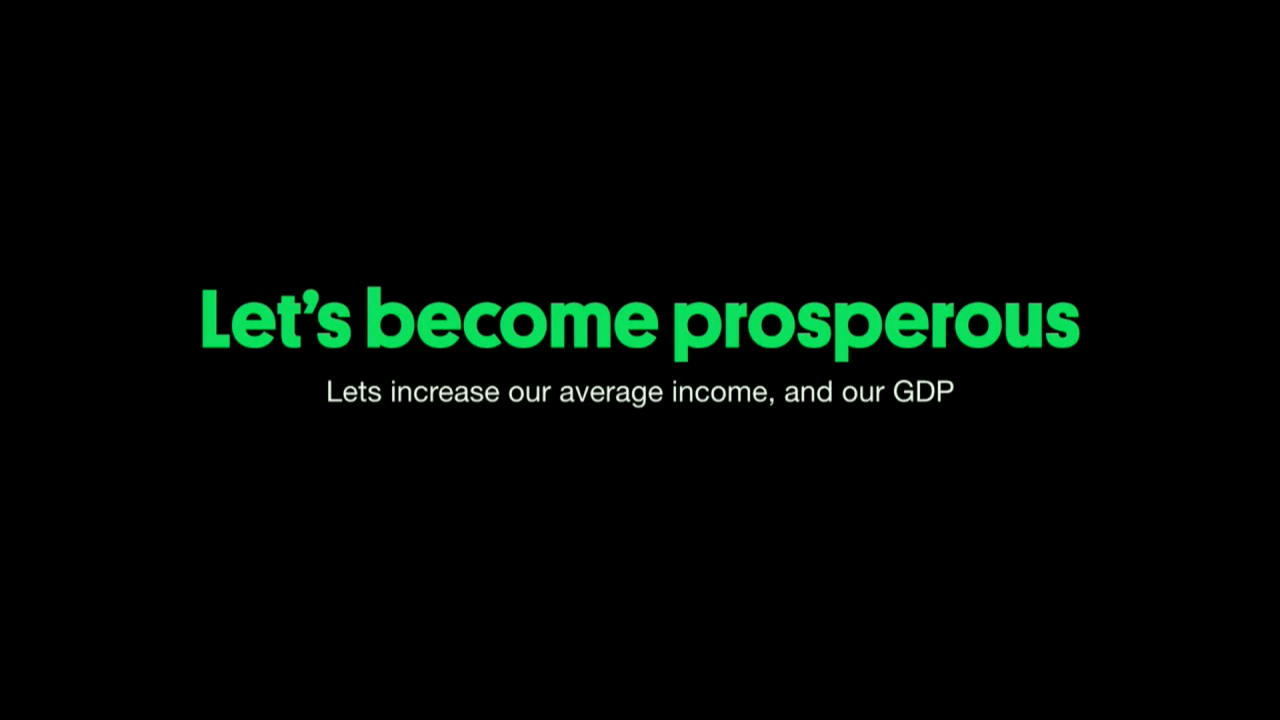 Let’s become prosperous
Lets increase our average income, and our GDP